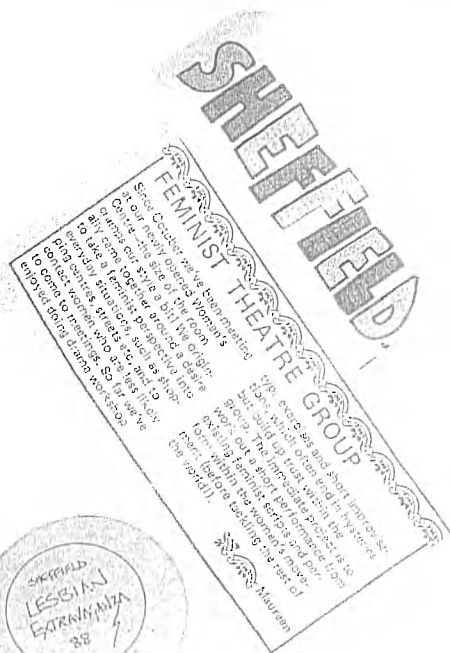 SHEFFIELD
FEMINIST THEATRE GROUP
Since October we've been meeting
at our newly opened Women's
Centre - the size of the room
cramps our style a bit! We origin-
ally came together around a desire
to take a feminist perspective into
everyday situations, such as shop-
ping centres, streets etc, and to
contact women who are less likely
to come to meetings. So far we've
enjoyed doing drama workshop
type exercises and short improvisa-
tions, which often end in hysterics
but build up trust within the
group. The immediate project is to
work out a short performance from
existing feminist scripts and per-
form within the women's move-
ment (before tackling the rest of
the world!).
Maureen
SHEFFIELD
LESBIAN
EXTRAVAGANZA
88